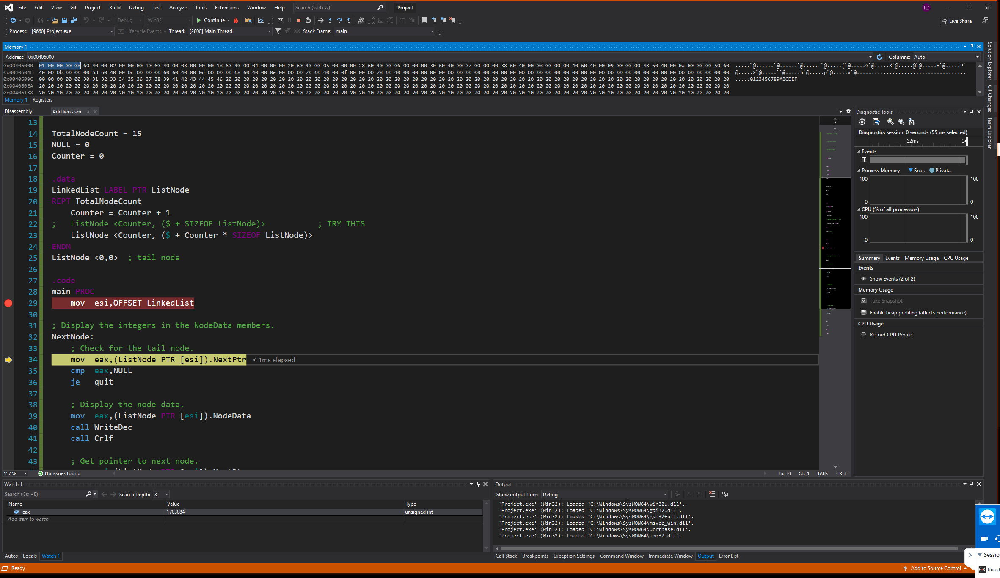 File Edit View Git Project Build Debug Test Analyze Tools Extensions Window Help Search (Ctrl+Q) Project TZ
Debug Win32 Continue Live Share
Process: [9660] Project.exe Lifecycle Events Thread: [2800] Main Thread Stack Frame: main
Memory 1
Address: 0x00406000 Columns: Auto
0x00406000 01 00 00 00 08 60 40 00 02 00 00 00 10 60 40 00 03 00 00 00 18 60 40 00 04 00 00 00 20 60 40 00 05 00 00 00 28 60 40 00 06 00 00 00 30 60 40 00 07 00 00 00 38 60 40 00 08 00 00 00 40 60 40 00 09 00 00 00 48 60 40 00 0a 00 00 00 50 60 .....`@......`@......`@..... `@.....(`@.....0`@.....8`@.....@`@.....H`@.....P`
0x0040604E 40 00 0b 00 00 00 58 60 40 00 0c 00 00 00 60 60 40 00 0d 00 00 00 68 60 40 00 0e 00 00 00 70 60 40 00 0f 00 00 00 78 60 40 00 00 00 00 00 00 00 00 00 00 00 00 00 00 00 00 00 00 00 00 00 00 00 00 00 00 00 00 00 00 00 00 00 00 00 00 00 @.....X`@.....``@.....h`@.....p`@.....x`@.....................................
0x0040609C 00 00 00 00 00 30 31 32 33 34 35 36 37 38 39 41 42 43 44 45 46 20 20 20 20 20 20 20 20 20 20 20 20 20 20 20 20 20 20 20 20 20 20 20 20 20 20 20 20 20 20 20 20 20 20 20 20 20 20 20 20 20 20 20 20 20 20 20 20 20 20 20 20 20 20 20 20 20 .....0123456789ABCDEF
0x004060EA 20 20 20 20 20 20 20 20 20 20 20 20 20 20 20 20 20 20 20 20 20 20 20 20 20 20 20 20 20 20 20 20 20 20 20 20 20 20 20 20 20 20 20 20 20 20 20 20 20 20 20 20 20 20 20 20 20 20 20 20 20 20 20 20 20 20 20 20 20 20 20 20 20 20 20 20 20 20
0x00406138 20 20 20 20 20 20 20 20 20 20 20 20 20 20 20 20 20 20 20 20 20 20 20 20 20 20 20 20 20 20 20 20 20 20 20 20 20 20 20 20 20 20 20 20 20 20 20 20 20 20 20 20 20 20 20 20 20 20 20 20 20 20 20 20 20 20 20 20 20 20 20 20 20 20 20 20 20 20
Memory 1 Registers
Disassembly AddTwo.asm
13
14 TotalNodeCount = 15
15 NULL = 0
16 Counter = 0
17
18 .data
19 LinkedList LABEL PTR ListNode
20 REPT TotalNodeCount
21 Counter = Counter + 1
22 ; ListNode <Counter, ($ + SIZEOF ListNode)> ; TRY THIS
23 ListNode <Counter, ($ + Counter * SIZEOF ListNode)>
24 ENDM
25 ListNode <0,0> ; tail node
26
27 .code
28 main PROC
29 mov esi,OFFSET LinkedList
30
31 ; Display the integers in the NodeData members.
32 NextNode:
33 ; Check for the tail node.
34 mov eax,(ListNode PTR [esi]).NextPtr ≤ 1ms elapsed
35 cmp eax,NULL
36 je quit
37
38 ; Display the node data.
39 mov eax,(ListNode PTR [esi]).NodeData
40 call WriteDec
41 call Crlf
42
43 ; Get pointer to next node.
157 % No issues found Ln: 34 Ch: 1 TABS CRLF
Diagnostic Tools
Diagnostics session: 0 seconds (55 ms selected)
52ms
Events
Process Memory Sna.. Privat...
100 100
0 0
CPU (% of all processors)
100 100
0 0
Summary Events Memory Usage CPU Usage
Events
Show Events (2 of 2)
Memory Usage
Take Snapshot
Enable heap profiling (affects performance)
CPU Usage
Record CPU Profile
Solution Explorer
Git Changes
Team Explorer
Watch 1
Search (Ctrl+E) Search Depth: 3
Name Value Type
eax 1703884 unsigned int
Add item to watch
Autos Locals Watch 1
Output
Show output from: Debug
'Project.exe' (Win32): Loaded 'C:\Windows\SysWOW64\win32u.dll'.
'Project.exe' (Win32): Loaded 'C:\Windows\SysWOW64\gdi32.dll'.
'Project.exe' (Win32): Loaded 'C:\Windows\SysWOW64\gdi32full.dll'.
'Project.exe' (Win32): Loaded 'C:\Windows\SysWOW64\msvcp_win.dll'.
'Project.exe' (Win32): Loaded 'C:\Windows\SysWOW64\ucrtbase.dll'.
'Project.exe' (Win32): Loaded 'C:\Windows\SysWOW64\imm32.dll'.
Call Stack Breakpoints Exception Settings Command Window Immediate Window Output Error List
Sessio
Ross
Ready Add to Source Control